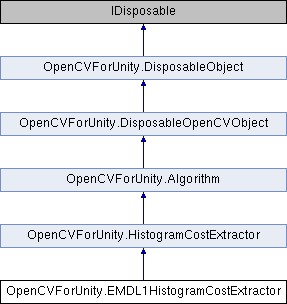 IDisposable
OpenCVForUnity.DisposableObject
OpenCVForUnity.DisposableOpenCVObject
OpenCVForUnity.Algorithm
OpenCVForUnity.HistogramCostExtractor
OpenCVForUnity.EMDL1HistogramCostExtractor